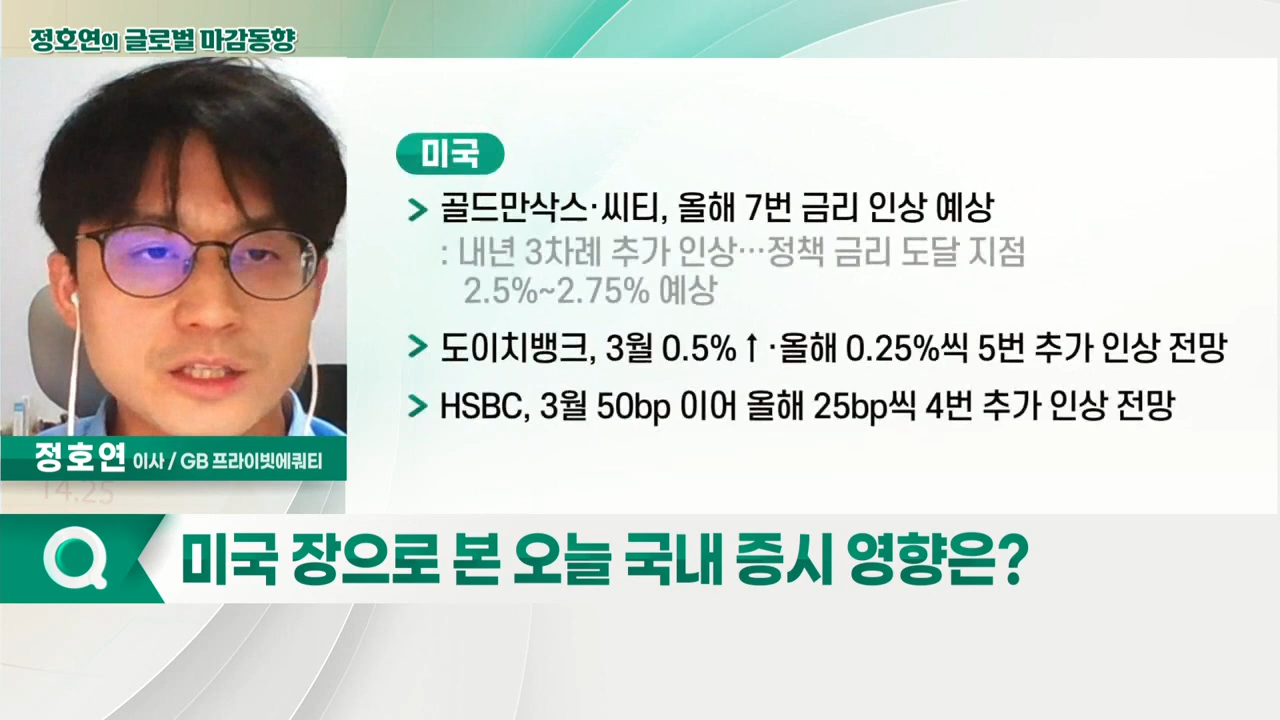 정호연의 글로벌 마감동향
미국
골드만삭스·씨티, 올해 7번 금리 인상 예상
: 내년 3차례 추가 인상…정책 금리 도달 지점
2.5%~2.75% 예상
도이치뱅크, 3월 0.5%↑·올해 0.25%씩 5번 추가 인상 전망
HSBC, 3월 50bp 이어 올해 25bp씩 4번 추가 인상 전망
정호연 이사 / GB 프라이빗에쿼티
14.25
Q 미국 장으로 본 오늘 국내 증시 영향은?